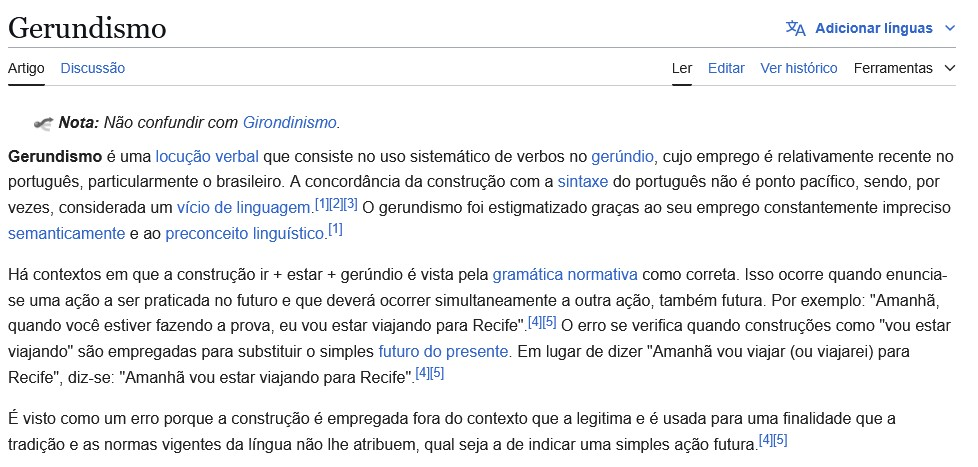 Gerundismo
Adicionar línguas
Artigo Discussão Ler Editar Ver histórico Ferramentas
Nota: Não confundir com Girondinismo.
Gerundismo é uma locução verbal que consiste no uso sistemático de verbos no gerúndio, cujo emprego é relativamente recente no
português, particularmente o brasileiro. A concordância da construção com a sintaxe do português não é ponto pacífico, sendo, por
vezes, considerada um vício de linguagem.[1][2][3] O gerundismo foi estigmatizado graças ao seu emprego constantemente impreciso
semanticamente e ao preconceito linguístico.[1]
Há contextos em que a construção ir + estar + gerúndio é vista pela gramática normativa como correta. Isso ocorre quando enuncia-
se uma ação a ser praticada no futuro e que deverá ocorrer simultaneamente a outra ação, também futura. Por exemplo: "Amanhã,
quando você estiver fazendo a prova, eu vou estar viajando para Recife".[4][5] O erro se verifica quando construções como "vou estar
viajando" são empregadas para substituir o simples futuro do presente. Em lugar de dizer "Amanhã vou viajar (ou viajarei) para
Recife", diz-se: "Amanhã vou estar viajando para Recife".[4][5]
É visto como um erro porque a construção é empregada fora do contexto que a legitima e é usada para uma finalidade que a
tradição e as normas vigentes da língua não lhe atribuem, qual seja a de indicar uma simples ação futura.[4][5]